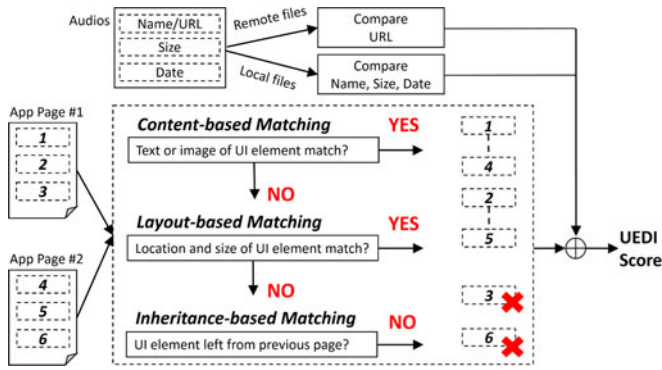 Audios
Name/URL
Size
Date
Remote files
Local files
Compare
URL
Compare
Name, Size, Date
App Page #1
1
2
3
App Page #2
4
5
6
Content-based Matching
YES
Text or image of UI element match?
NO
Layout-based Matching
YES
Location and size of UI element match?
NO
Inheritance-based Matching
NO
UI element left from previous page?
1
4
2
5
3
6
UEDI
Score